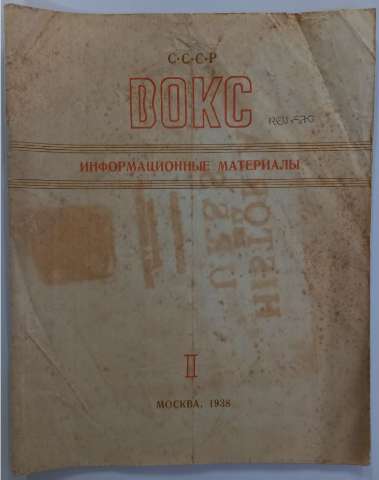 С·С·С·Р
ВОКС
ИНФОРМАЦИОННЫЕ МАТЕРИАЛЫ
II
МОСКВА, 1938